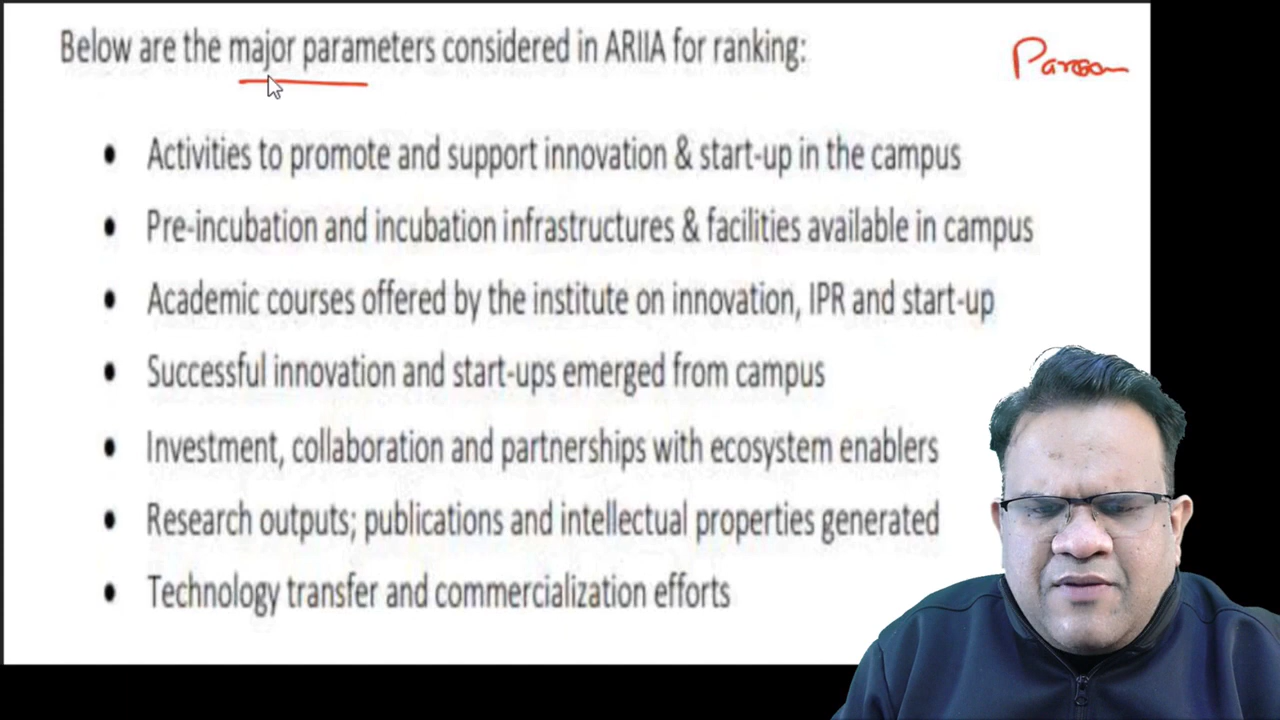 Below are the major parameters considered in ARIIA for ranking:
• Activities to promote and support innovation & start-up in the campus
• Pre-incubation and incubation infrastructures & facilities available in campus
• Academic courses offered by the institute on innovation, IPR and start-up
• Successful innovation and start-ups emerged from campus
• Investment, collaboration and partnerships with ecosystem enablers
• Research outputs; publications and intellectual properties generated
• Technology transfer and commercialization efforts